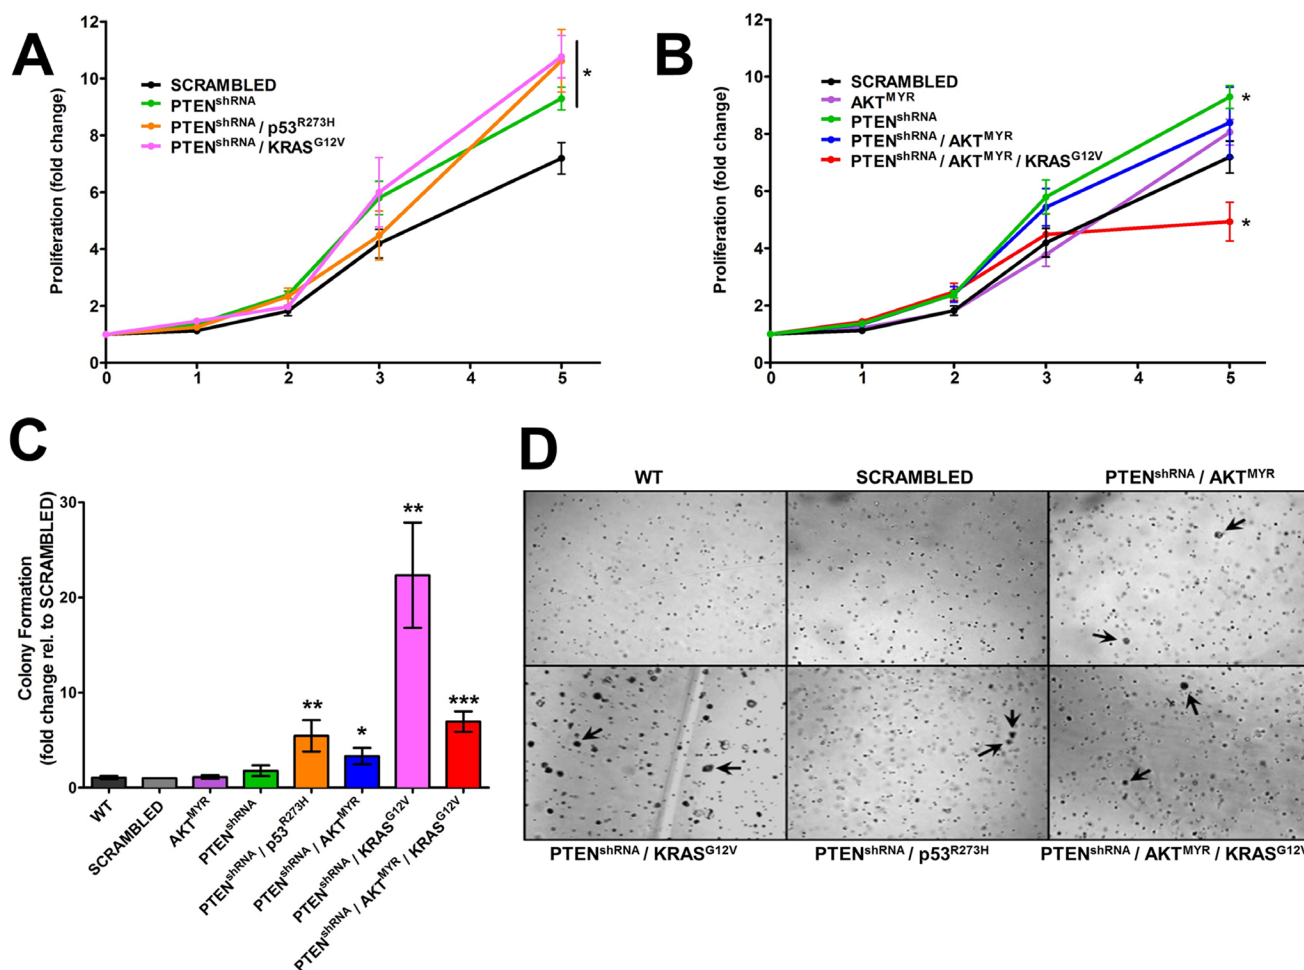 A
12
10
8
6
4
2
0
Proliferation (fold change)
SCRAMBLED
PTENshRNA
PTENshRNA / p53R273H
PTENshRNA / KRASG12V
*
0 1 2 3 4 5
B
12
10
8
6
4
2
0
Proliferation (fold change)
SCRAMBLED
AKTMYR
PTENshRNA
PTENshRNA / AKTMYR
PTENshRNA / AKTMYR / KRASG12V
*
*
0 1 2 3 4 5
C
30
20
10
0
Colony Formation
(fold change rel. to SCRAMBLED)
**
*
**
***
WT
SCRAMBLED
AKTMYR
PTENshRNA
PTENshRNA / p53R273H
PTENshRNA / AKTMYR
PTENshRNA / KRASG12V
PTENshRNA / AKTMYR / KRASG12V
D
WT SCRAMBLED PTENshRNA / AKTMYR
PTENshRNA / KRASG12V PTENshRNA / p53R273H PTENshRNA / AKTMYR / KRASG12V